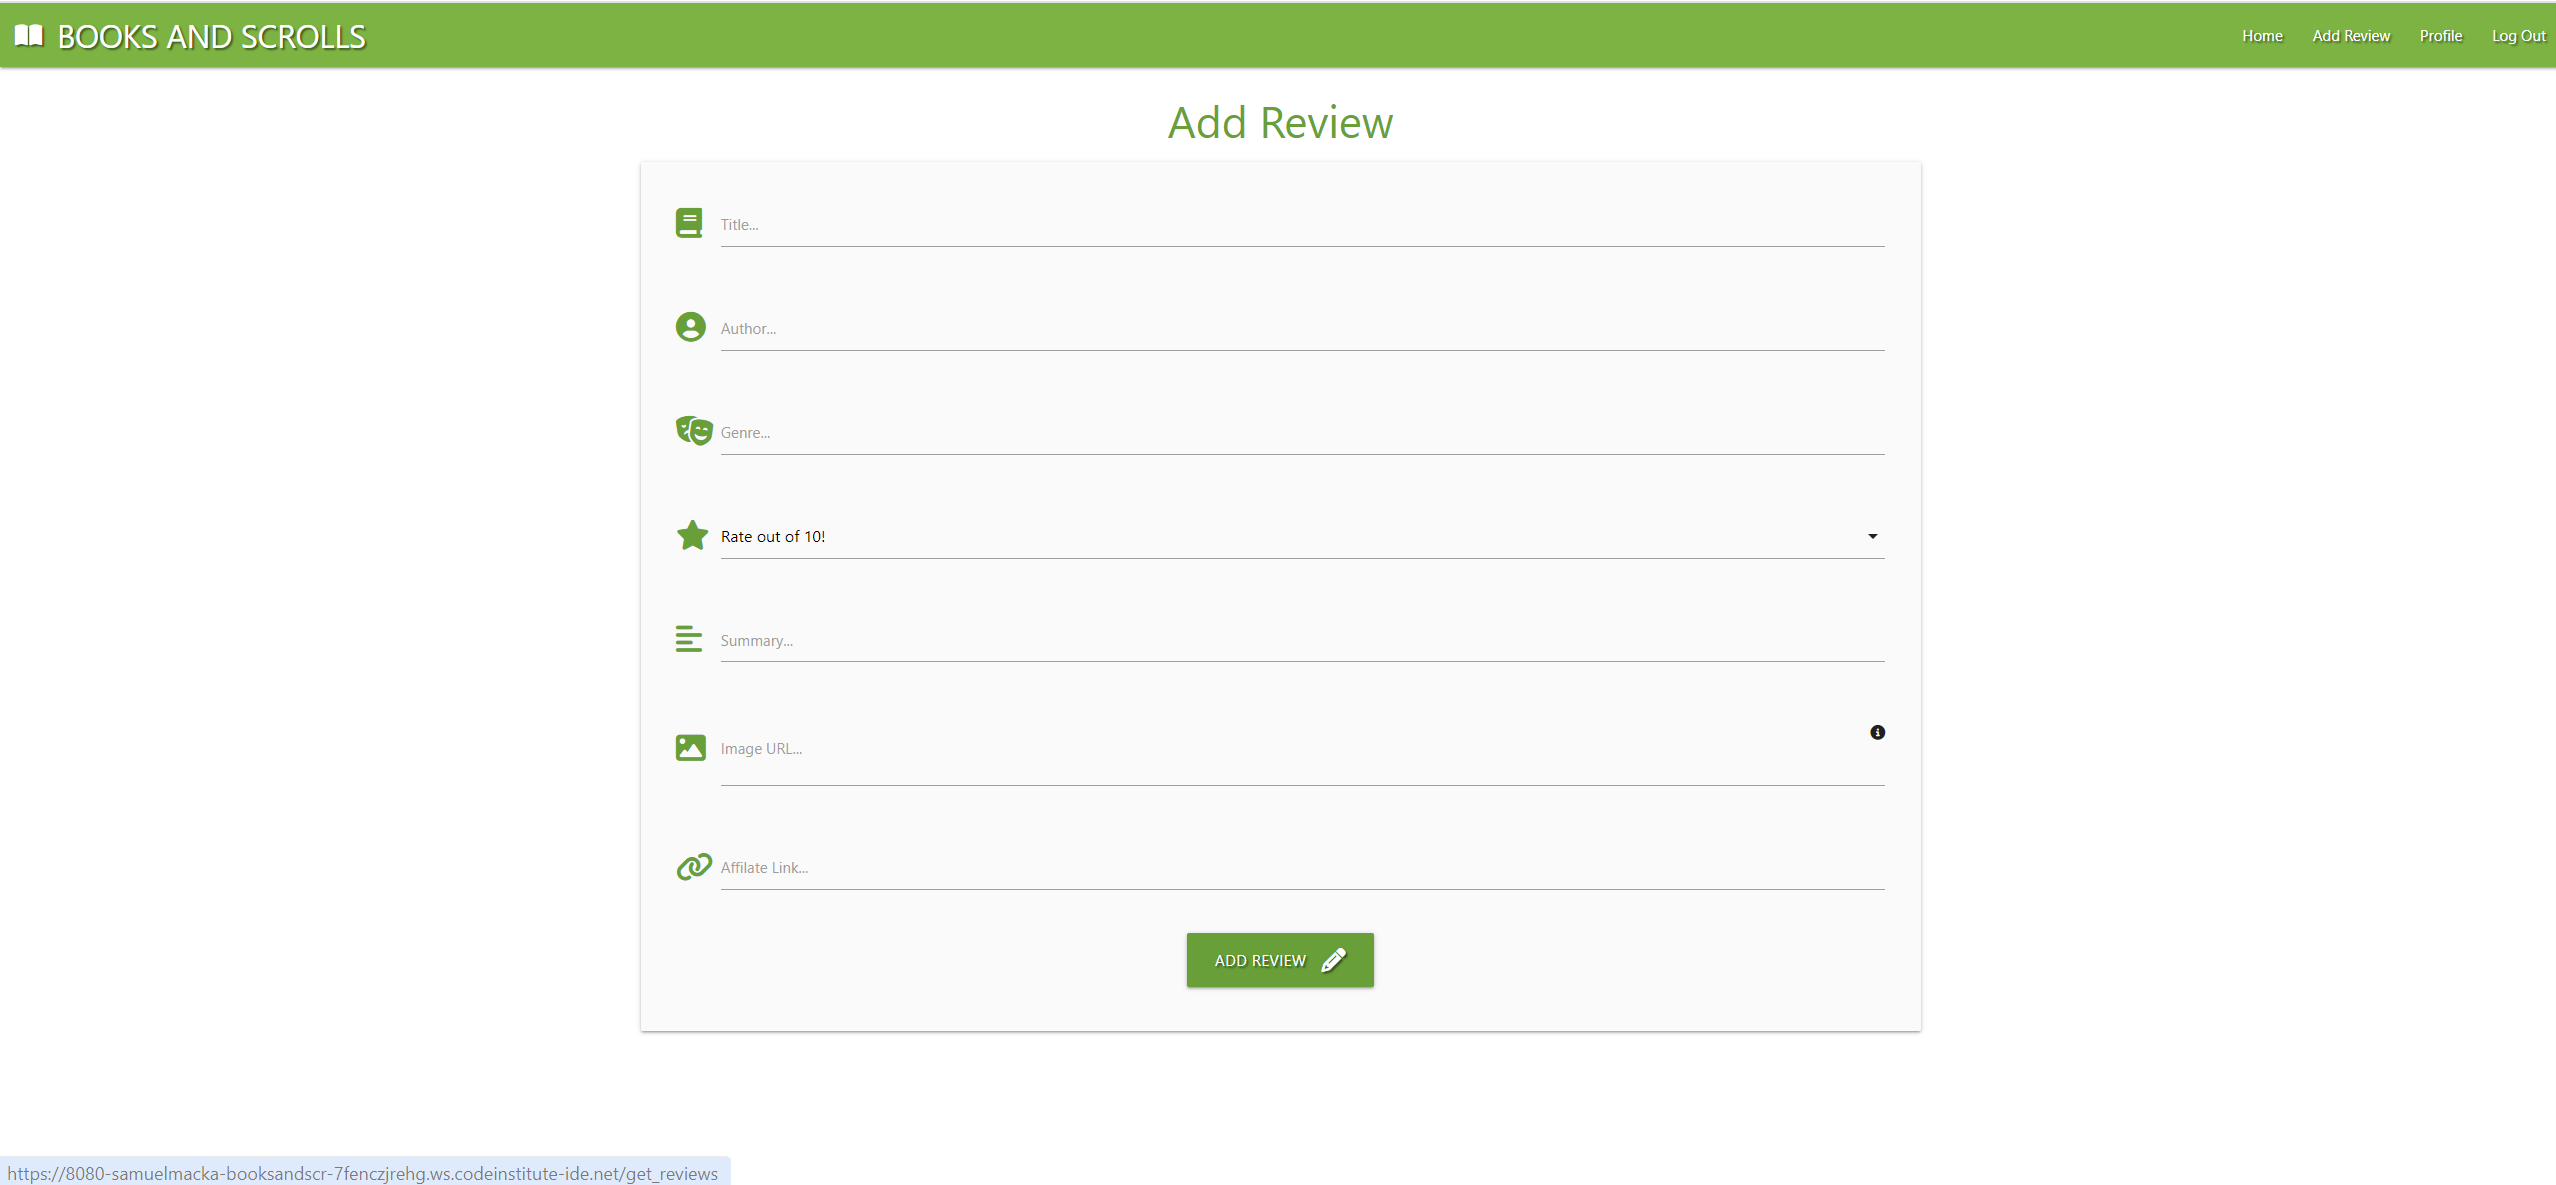 BOOKS AND SCROLLS
Home Add Review Profile Log Out
Add Review
Title...
Author...
Genre...
Rate out of 10!
Summary...
Image URL...
Affilate Link...
ADD REVIEW
https://8080-samuelmacka-booksandscr-7fenczjrehg.ws.codeinstitute-ide.net/get_reviews